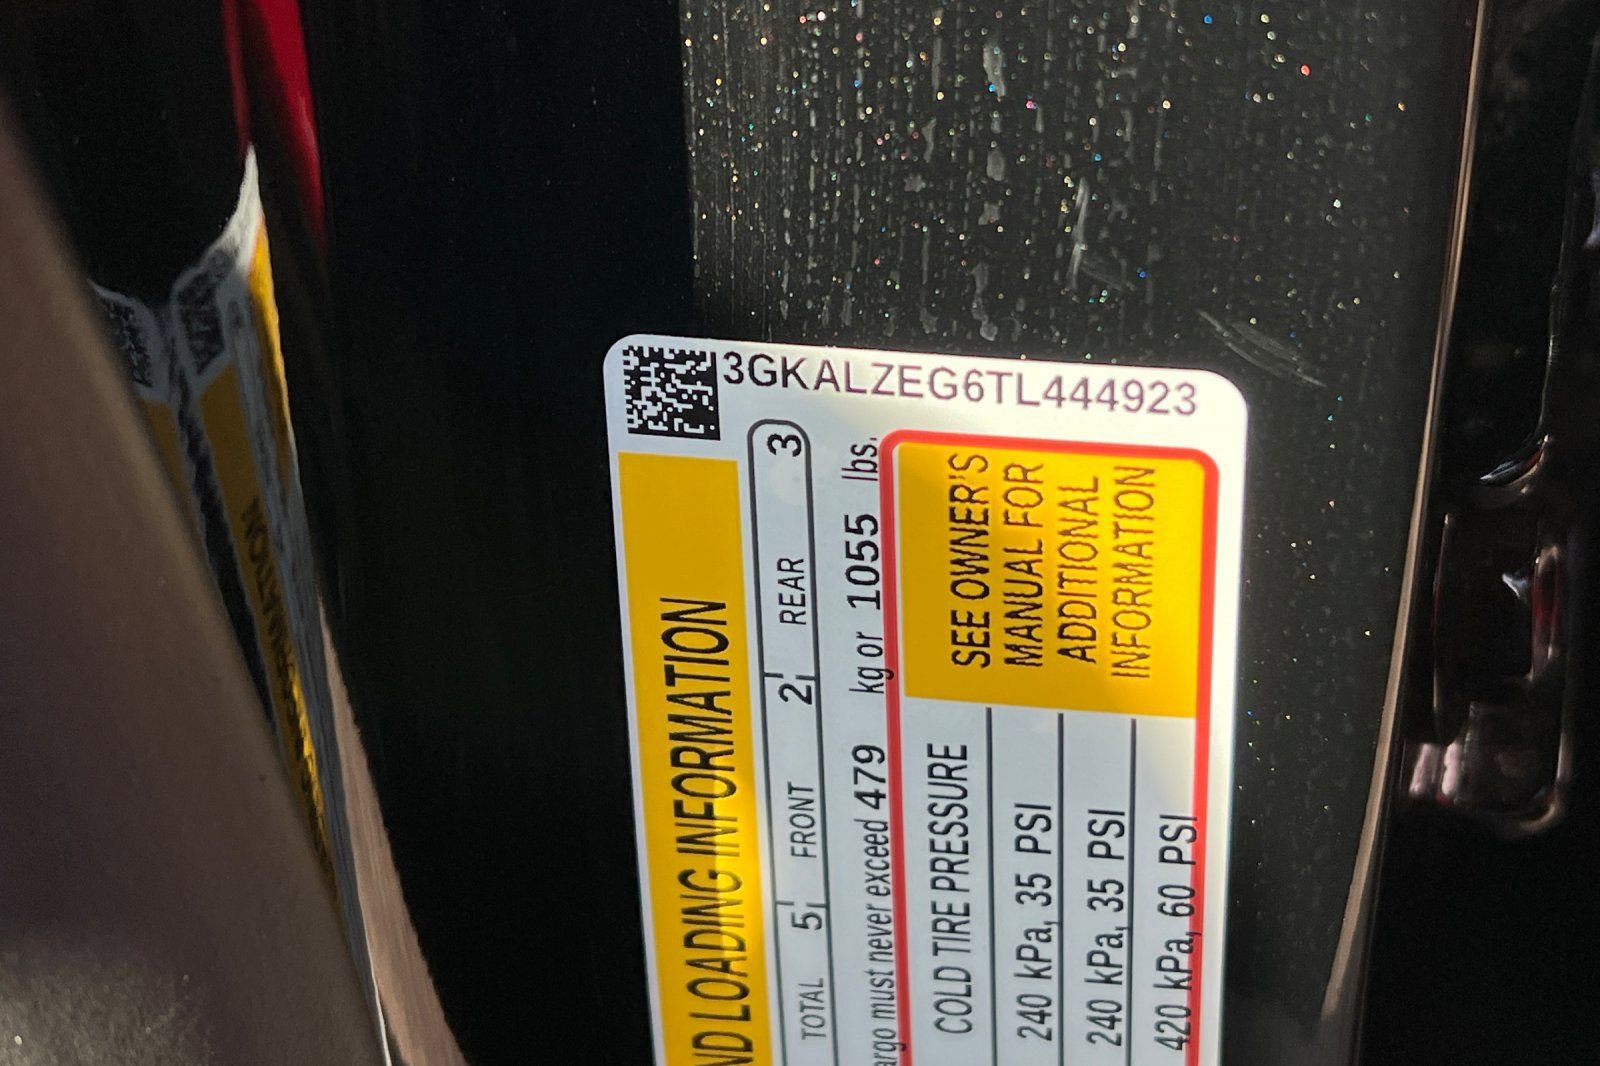 3GKALZEG6TL444923
ND LOADING INFORMATION
TOTAL 5 FRONT 2 REAR 3
must never exceed 479 kg or 1055 lbs.
COLD TIRE PRESSURE
240 kPa, 35 PSI
240 kPa, 35 PSI
420 kPa, 60 PSI
SEE OWNER'S
MANUAL FOR
ADDITIONAL
INFORMATION